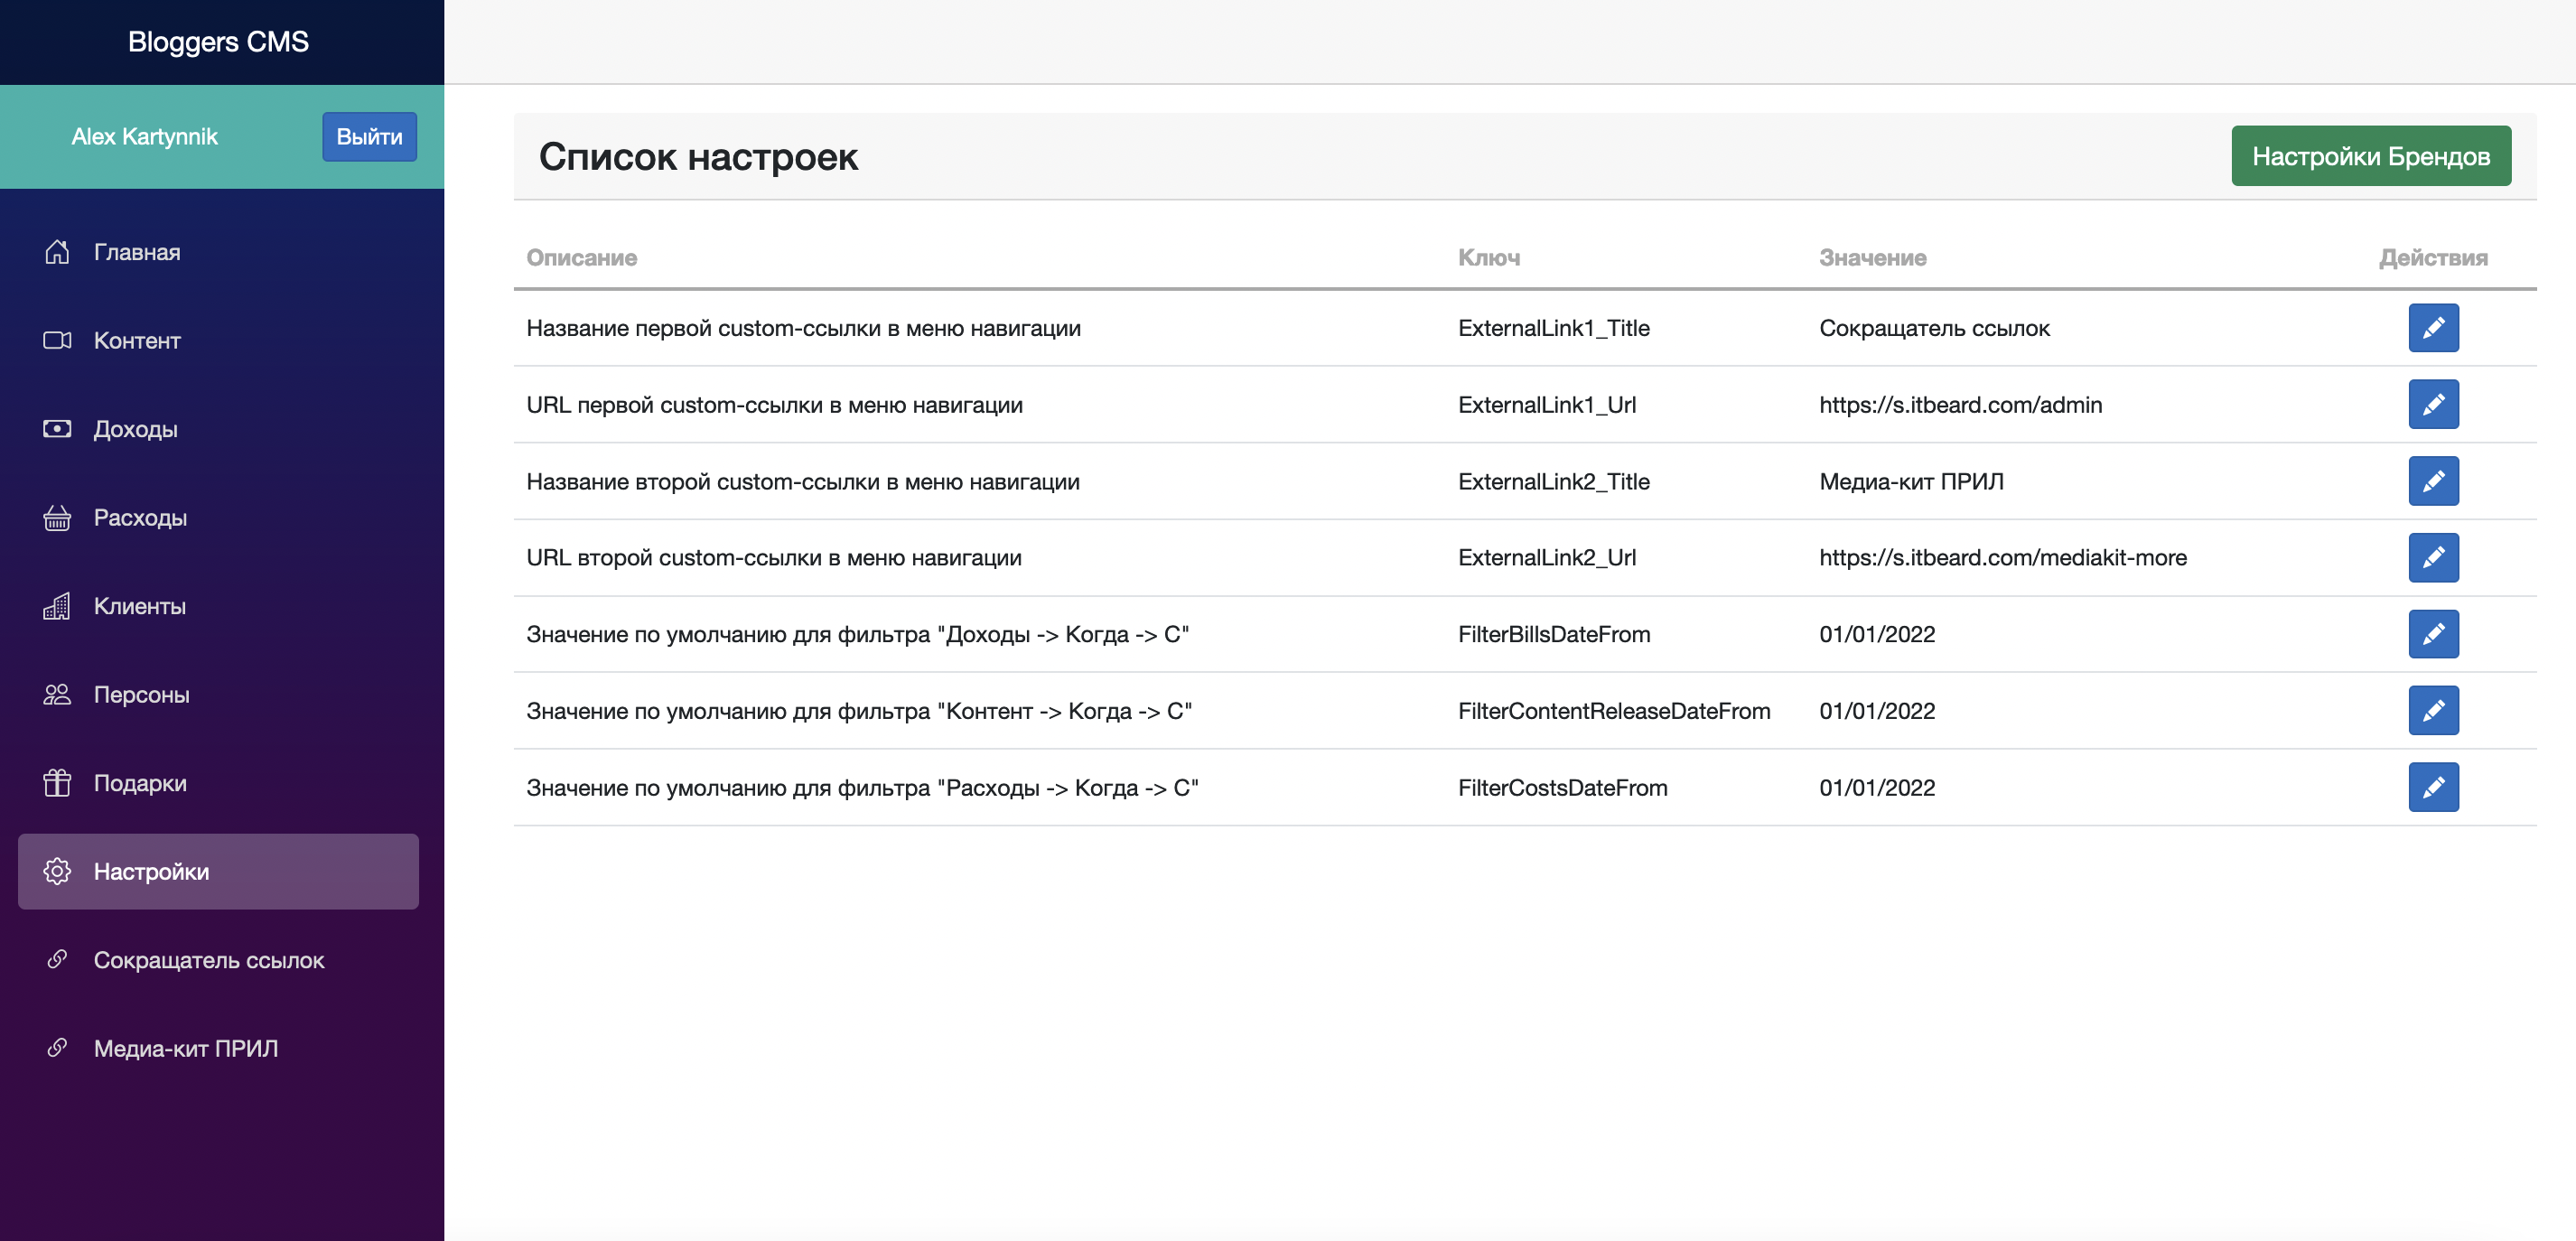 Bloggers CMS
Alex Kartynnik
Выйти
Главная
Контент
Доходы
Расходы
Клиенты
Персоны
Подарки
Настройки
Сокращатель ссылок
Медиа-кит ПРИЛ
Список настроек
Настройки Брендов
Описание Ключ Значение Действия
Название первой custom-ссылки в меню навигации ExternalLink1_Title Сокращатель ссылок
URL первой custom-ссылки в меню навигации ExternalLink1_Url https://s.itbeard.com/admin
Название второй custom-ссылки в меню навигации ExternalLink2_Title Медиа-кит ПРИЛ
URL второй custom-ссылки в меню навигации ExternalLink2_Url https://s.itbeard.com/mediakit-more
Значение по умолчанию для фильтра "Доходы -> Когда -> С" FilterBillsDateFrom 01/01/2022
Значение по умолчанию для фильтра "Контент -> Когда -> С" FilterContentReleaseDateFrom 01/01/2022
Значение по умолчанию для фильтра "Расходы -> Когда -> С" FilterCostsDateFrom 01/01/2022